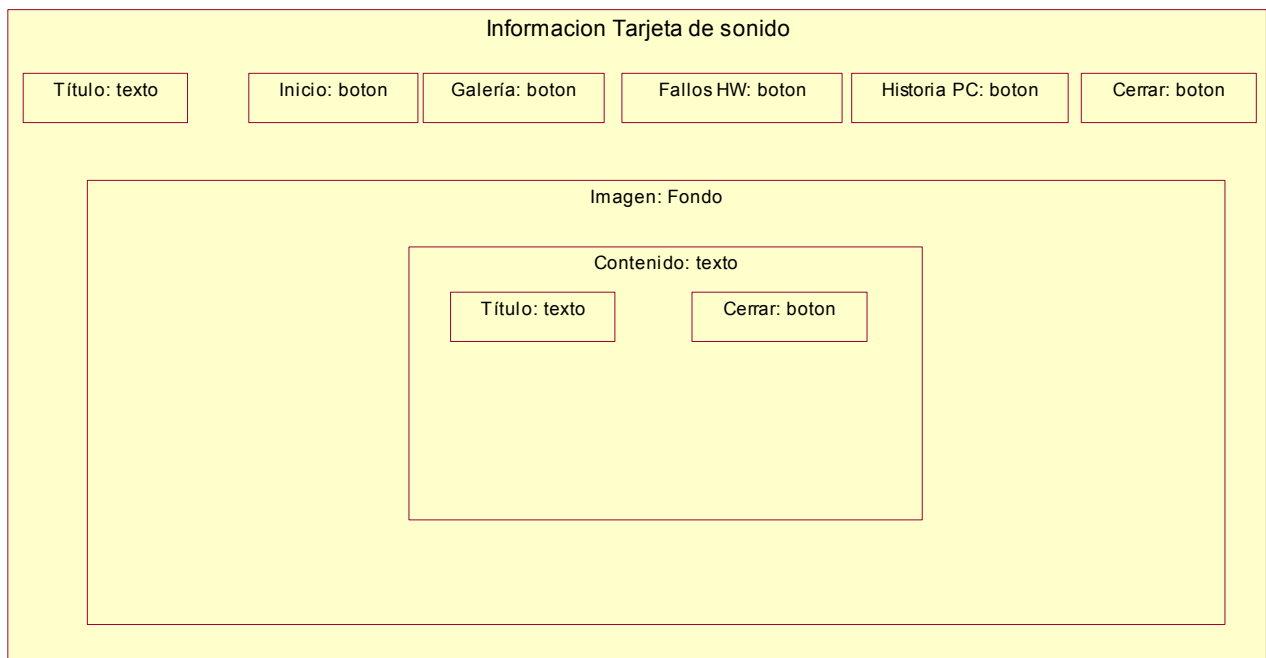 Informacion Tarjeta de sonido
Título: texto
Inicio: boton
Galería: boton
Fallos HW: boton
Historia PC: boton
Cerrar: boton
Imagen: Fondo
Contenido: texto
Título: texto
Cerrar: boton